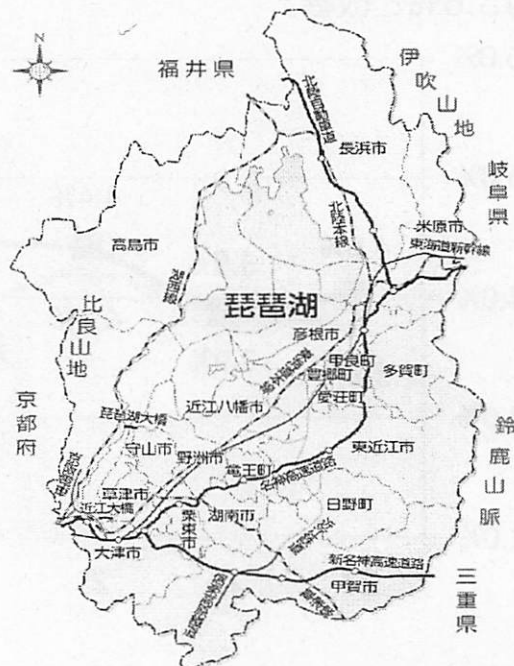 N
福井県
伊吹山地
北陸自動車道
長浜市
岐阜県
北陸本線
米原市
東海道新幹線
高島市
湖西線
琵琶湖
比良山地
彦根市
甲良町
豊郷町
多賀町
愛荘町
京都府
琵琶湖大橋
近江八幡市
守山市
野洲市
東近江市
鈴鹿山脈
竜王町
名神高速道路
草津市
近江大橋
栗東市
湖南市
日野町
大津市
新名神高速道路
甲賀市
三重県